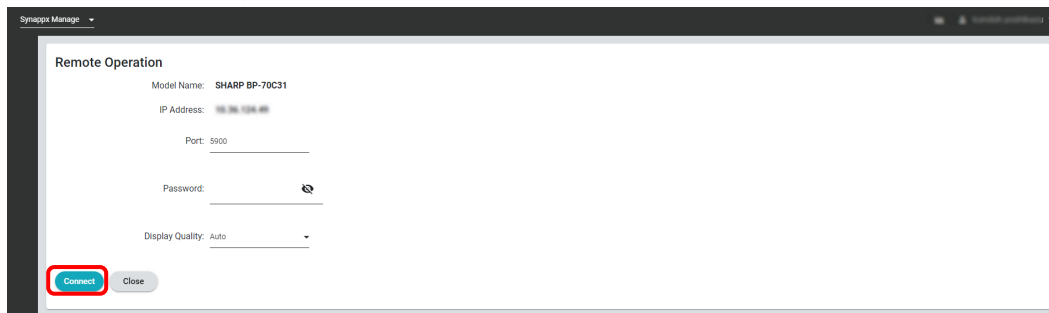 Synappx Manage
Remote Operation
Model Name: SHARP BP-70C31
IP Address:
Port: 5900
Password:
Display Quality: Auto
Connect Close